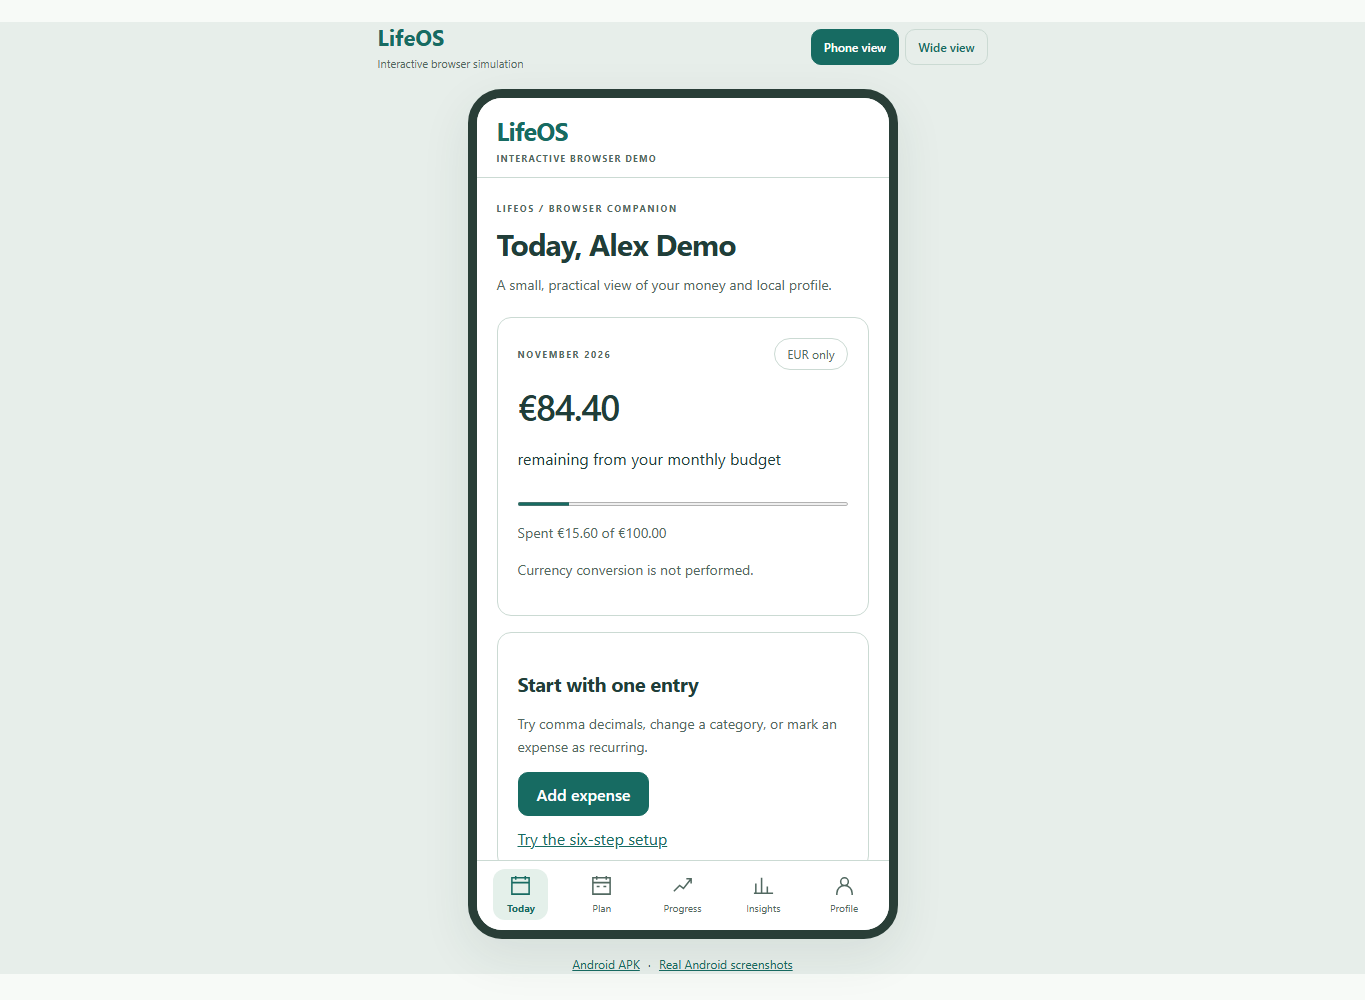 LifeOS
Interactive browser simulation
Phone view
Wide view
LifeOS
INTERACTIVE BROWSER DEMO
LIFEOS / BROWSER COMPANION
Today, Alex Demo
A small, practical view of your money and local profile.
NOVEMBER 2026
EUR only
€84.40
remaining from your monthly budget
Spent €15.60 of €100.00
Currency conversion is not performed.
Start with one entry
Try comma decimals, change a category, or mark an
expense as recurring.
Add expense
Try the six-step setup
Today
Plan
Progress
Insights
Profile
Android APK · Real Android screenshots